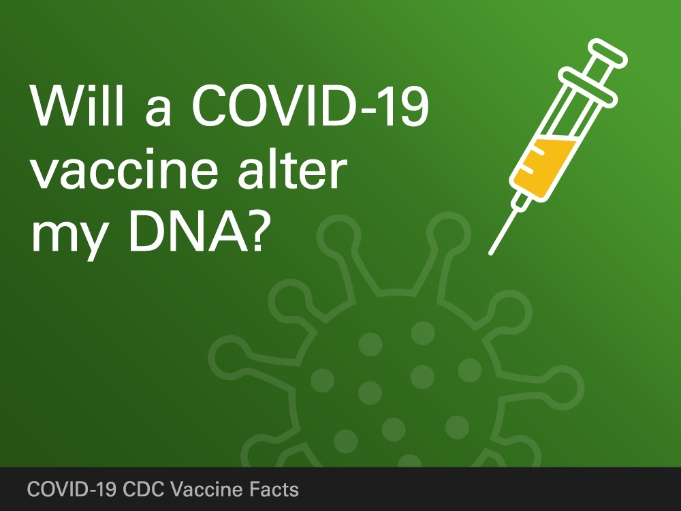 Will a COVID-19
vaccine alter
my DNA?
COVID-19 CDC Vaccine Facts